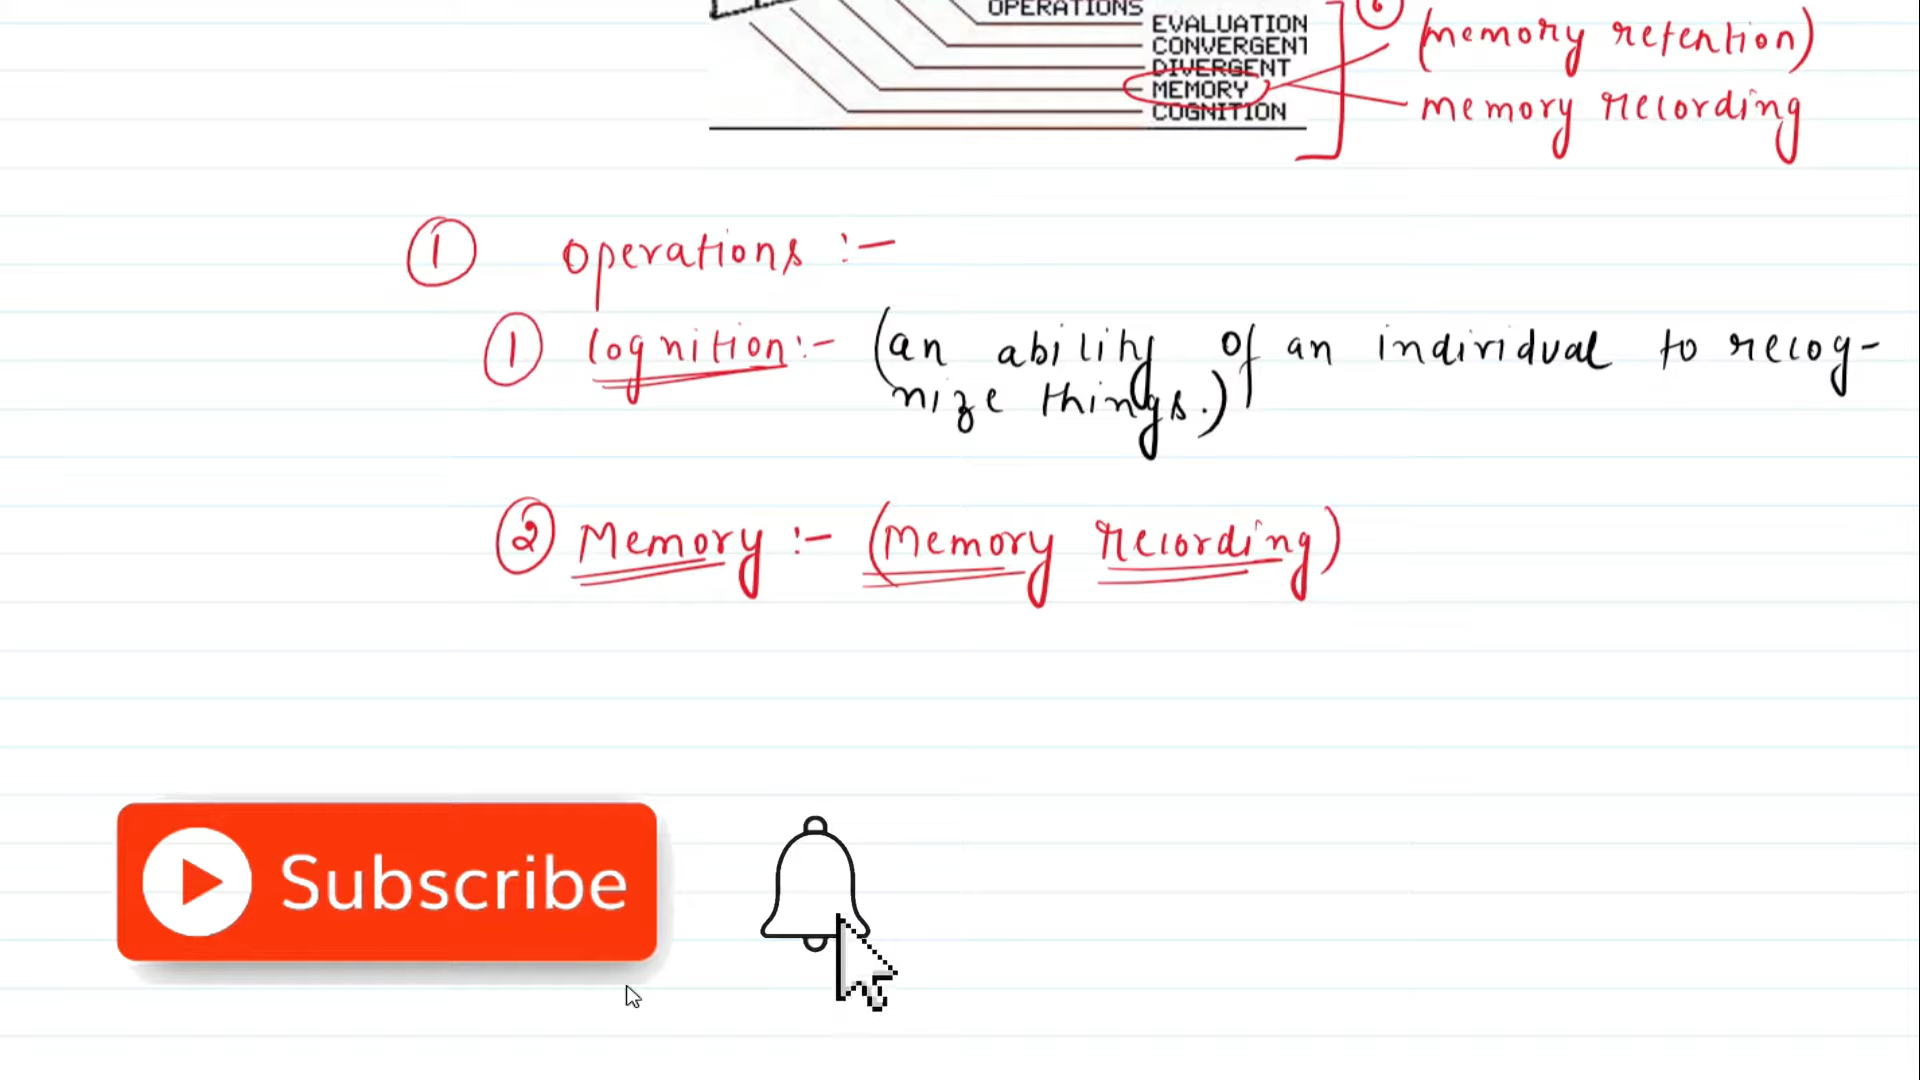 OPERATIONS
EVALUATION
CONVERGENT
DIVERGENT
MEMORY
COGNITION
(memory retention)
memory recording
① operations :-
① Cognition :- (an ability of an individual to recog-
nize things.)
② Memory :- (Memory recording)
Subscribe